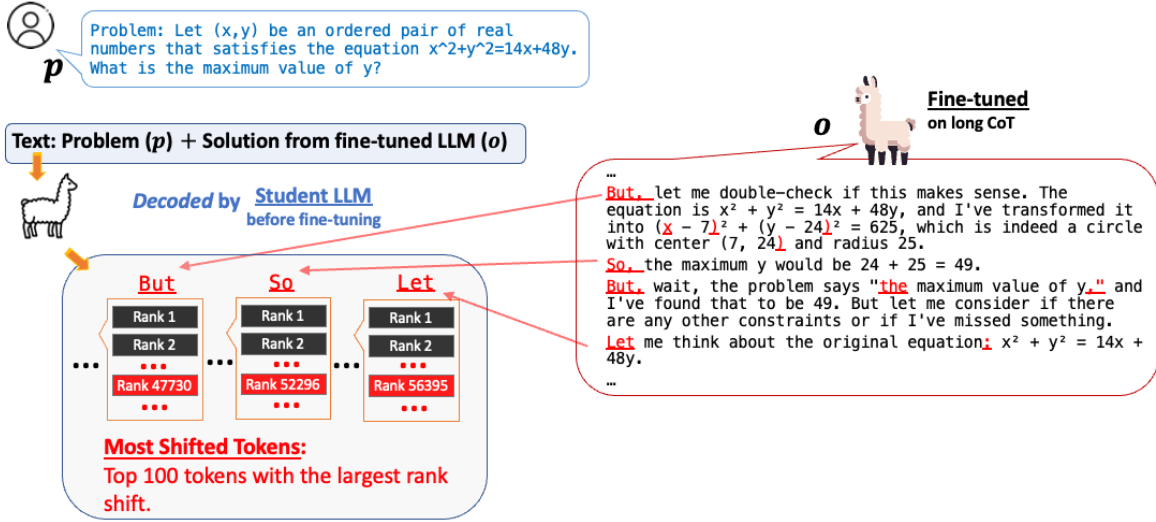 Problem: Let (x,y) be an ordered pair of real
numbers that satisfies the equation x^2+y^2=14x+48y.
What is the maximum value of y?
p
Text: Problem (p) + Solution from fine-tuned LLM (o)
Decoded by Student LLM
before fine-tuning
But
So
Let
Rank 1
Rank 1
Rank 1
Rank 2
Rank 2
Rank 2
...
...
...
... ... ...
Rank 47730
Rank 52296
Rank 56395
...
...
...
Most Shifted Tokens:
Top 100 tokens with the largest rank
shift.
o
Fine-tuned
on long CoT
…
But, let me double-check if this makes sense. The
equation is x² + y² = 14x + 48y, and I've transformed it
into (x − 7)² + (y − 24)² = 625, which is indeed a circle
with center (7, 24) and radius 25.
So, the maximum y would be 24 + 25 = 49.
But, wait, the problem says "the maximum value of y," and
I've found that to be 49. But let me consider if there
are any other constraints or if I've missed something.
Let me think about the original equation: x² + y² = 14x +
48y.
…